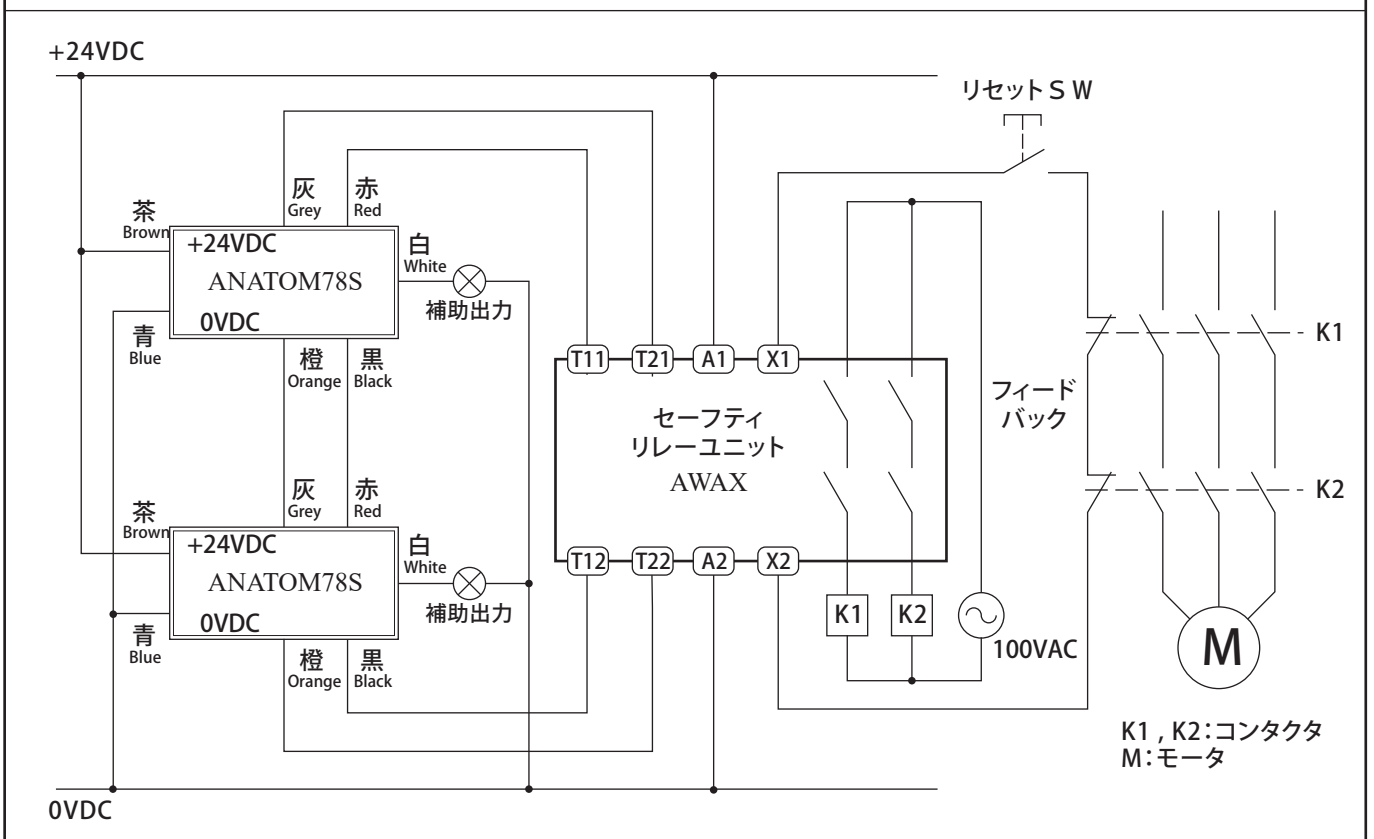 +24VDC
リセットＳＷ
灰
Grey
赤
Red
茶
Brown
+24VDC
ANATOM78S
0VDC
白
White
補助出力
青
Blue
橙
Orange
黒
Black
T11
T21
A1
X1
セーフティ
リレーユニット
AWAX
フィード
バック
K1
K2
灰
Grey
赤
Red
茶
Brown
+24VDC
ANATOM78S
0VDC
白
White
補助出力
青
Blue
橙
Orange
黒
Black
T12
T22
A2
X2
K1
K2
100VAC
M
K1 , K2：コンタクタ
M：モータ
0VDC